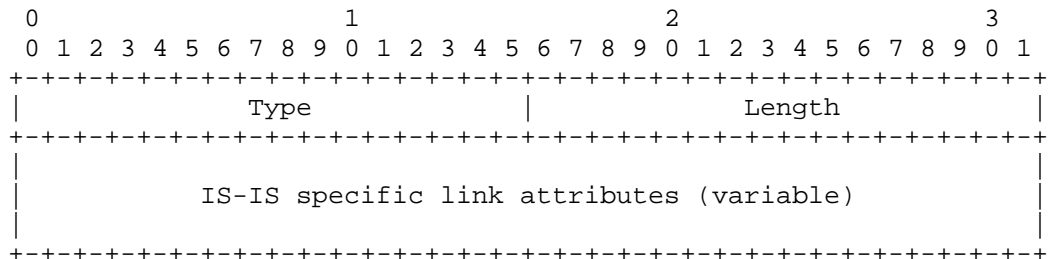 0                   1                   2                   3
 0 1 2 3 4 5 6 7 8 9 0 1 2 3 4 5 6 7 8 9 0 1 2 3 4 5 6 7 8 9 0 1
+-+-+-+-+-+-+-+-+-+-+-+-+-+-+-+-+-+-+-+-+-+-+-+-+-+-+-+-+-+-+-+-+
|              Type             |             Length            |
+-+-+-+-+-+-+-+-+-+-+-+-+-+-+-+-+-+-+-+-+-+-+-+-+-+-+-+-+-+-+-+-+
|                                                               |
|           IS-IS specific link attributes (variable)           |
|                                                               |
+-+-+-+-+-+-+-+-+-+-+-+-+-+-+-+-+-+-+-+-+-+-+-+-+-+-+-+-+-+-+-+-+